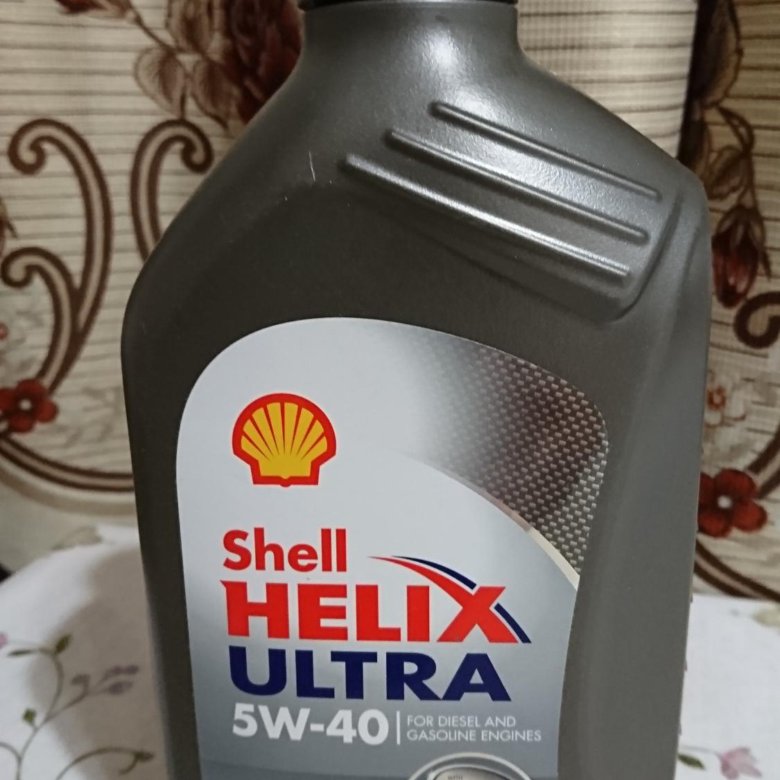 Shell
HELIX
ULTRA
5W-40
FOR DIESEL AND
GASOLINE ENGINES